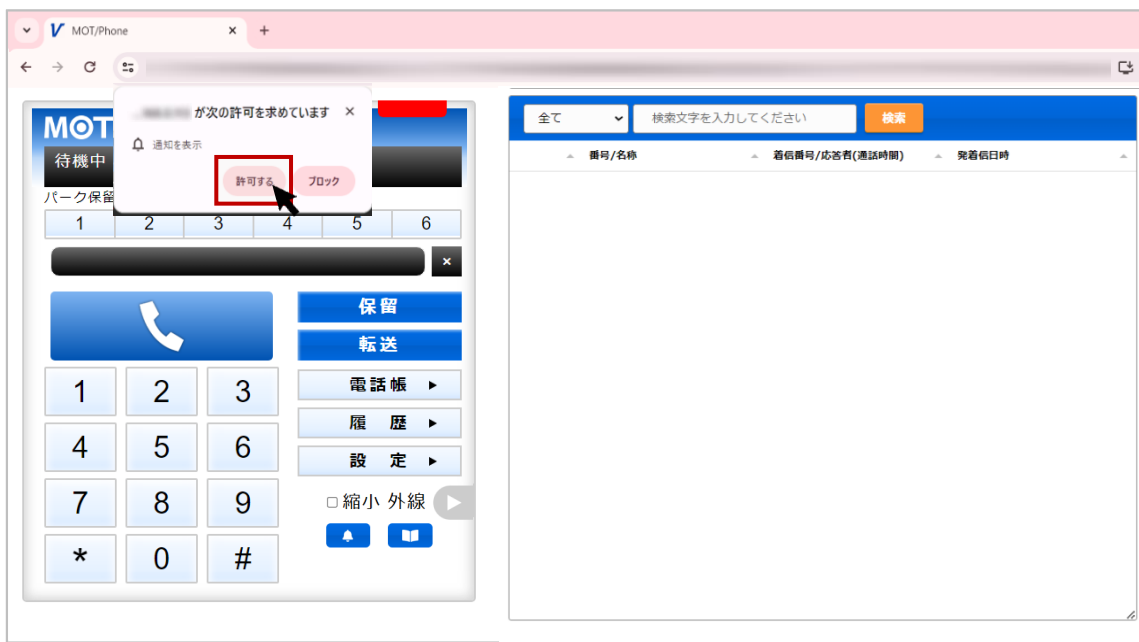 MOT/Phone
が次の許可を求めています
通知を表示
許可する ブロック
MOT
待機中
パーク保留
1 2 3 4 5 6
×
保留
転送
電話帳 ▶
履 歴 ▶
設 定 ▶
縮小 外線
1 2 3
4 5 6
7 8 9
* 0 #
全て 検索文字を入力してください 検索
番号/名称 着信番号/応答者(通話時間) 発着信日時